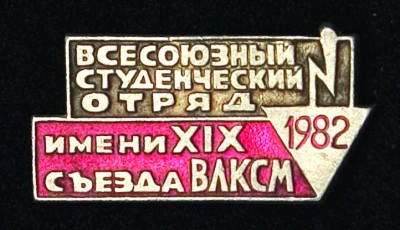 ВСЕСОЮЗНЫЙ
СТУДЕНЧЕСКИЙ
ОТРЯД
ИМЕНИ XIX 1982
СЪЕЗДА ВЛКСМ